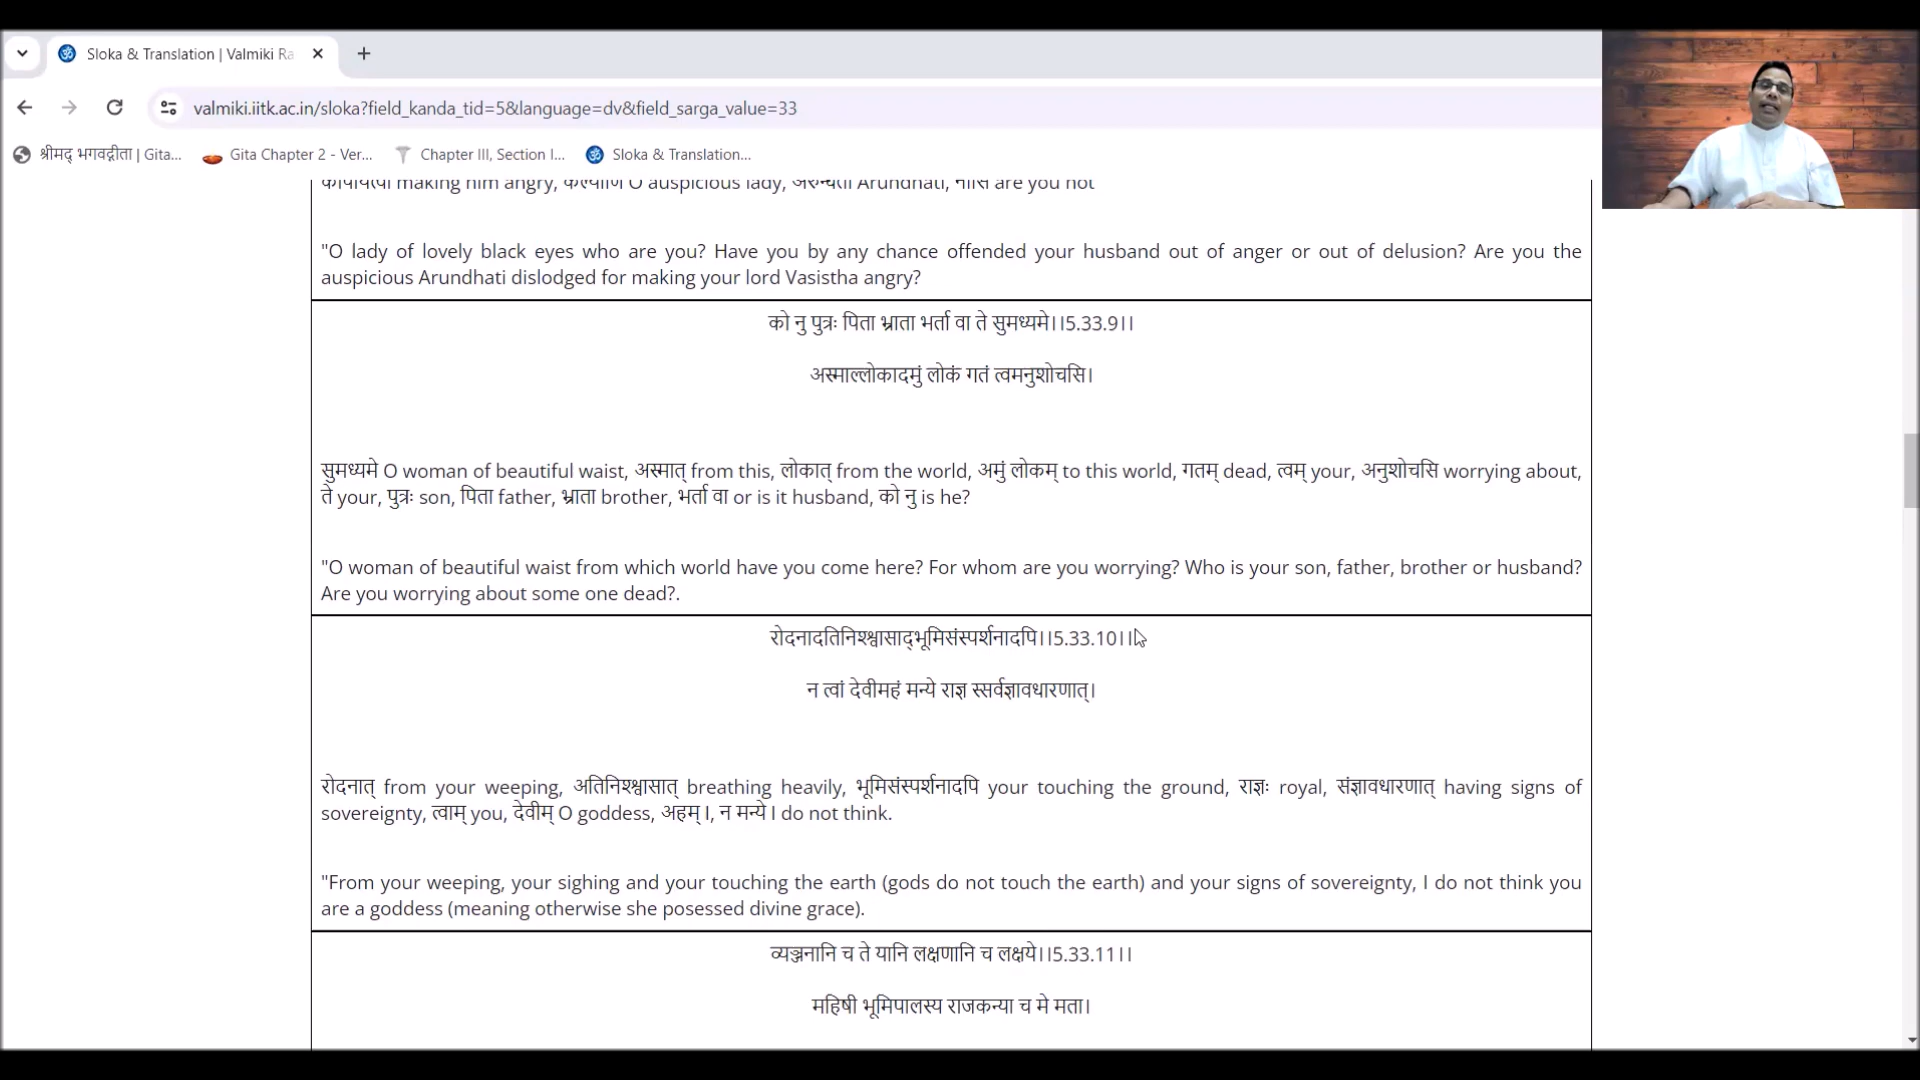 Sloka & Translation | Valmiki Ra
valmiki.iitk.ac.in/sloka?field_kanda_tid=5&language=dv&field_sarga_value=33
श्रीमद् भगवद्गीता | Gita... Gita Chapter 2 - Ver... Chapter III, Section I... Sloka & Translation...
making him angry, कल्याणि O auspicious lady, अरुन्धती Arundhati, नासि are you not
"O lady of lovely black eyes who are you? Have you by any chance offended your husband out of anger or out of delusion? Are you the
auspicious Arundhati dislodged for making your lord Vasistha angry?
को नु पुत्रः पिता भ्राता भर्ता वा ते सुमध्यमे।।5.33.9।।
अस्माल्लोकादमुं लोकं गतं त्वमनुशोचसि।
सुमध्यमे O woman of beautiful waist, अस्मात् from this, लोकात् from the world, अमुं लोकम् to this world, गतम् dead, त्वम् your, अनुशोचसि worrying about,
ते your, पुत्रः son, पिता father, भ्राता brother, भर्ता वा or is it husband, को नु is he?
"O woman of beautiful waist from which world have you come here? For whom are you worrying? Who is your son, father, brother or husband?
Are you worrying about some one dead?.
रोदनादतिनिश्श्वासाद्भूमिसंस्पर्शनादपि।।5.33.10।।
न त्वां देवीमहं मन्ये राज्ञ स्सर्वज्ञावधारणात्।
रोदनात् from your weeping, अतिनिश्श्वासात् breathing heavily, भूमिसंस्पर्शनादपि your touching the ground, राज्ञः royal, संज्ञावधारणात् having signs of
sovereignty, त्वाम् you, देवीम् O goddess, अहम् I, न मन्ये I do not think.
"From your weeping, your sighing and your touching the earth (gods do not touch the earth) and your signs of sovereignty, I do not think you
are a goddess (meaning otherwise she posessed divine grace).
व्यञ्जनानि च ते यानि लक्षणानि च लक्षये।।5.33.11।।
महिषी भूमिपालस्य राजकन्या च मे मता।